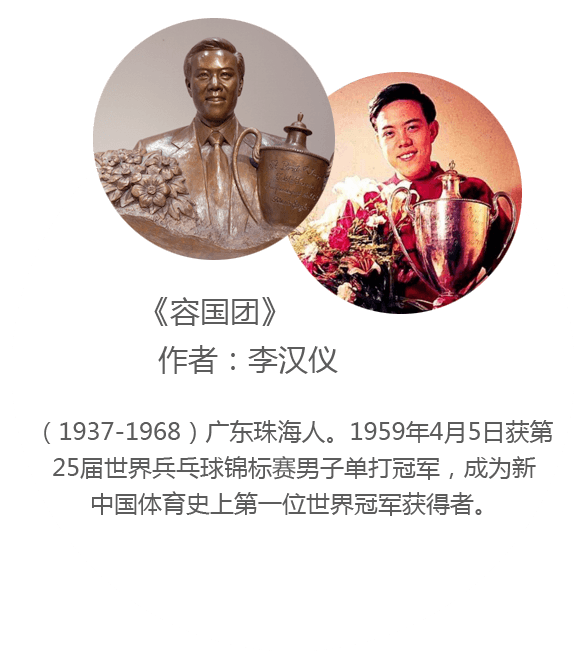 《容国团》
作者：李汉仪
（1937-1968）广东珠海人。1959年4月5日获第
25届世界乒乓球锦标赛男子单打冠军，成为新
中国体育史上第一位世界冠军获得者。